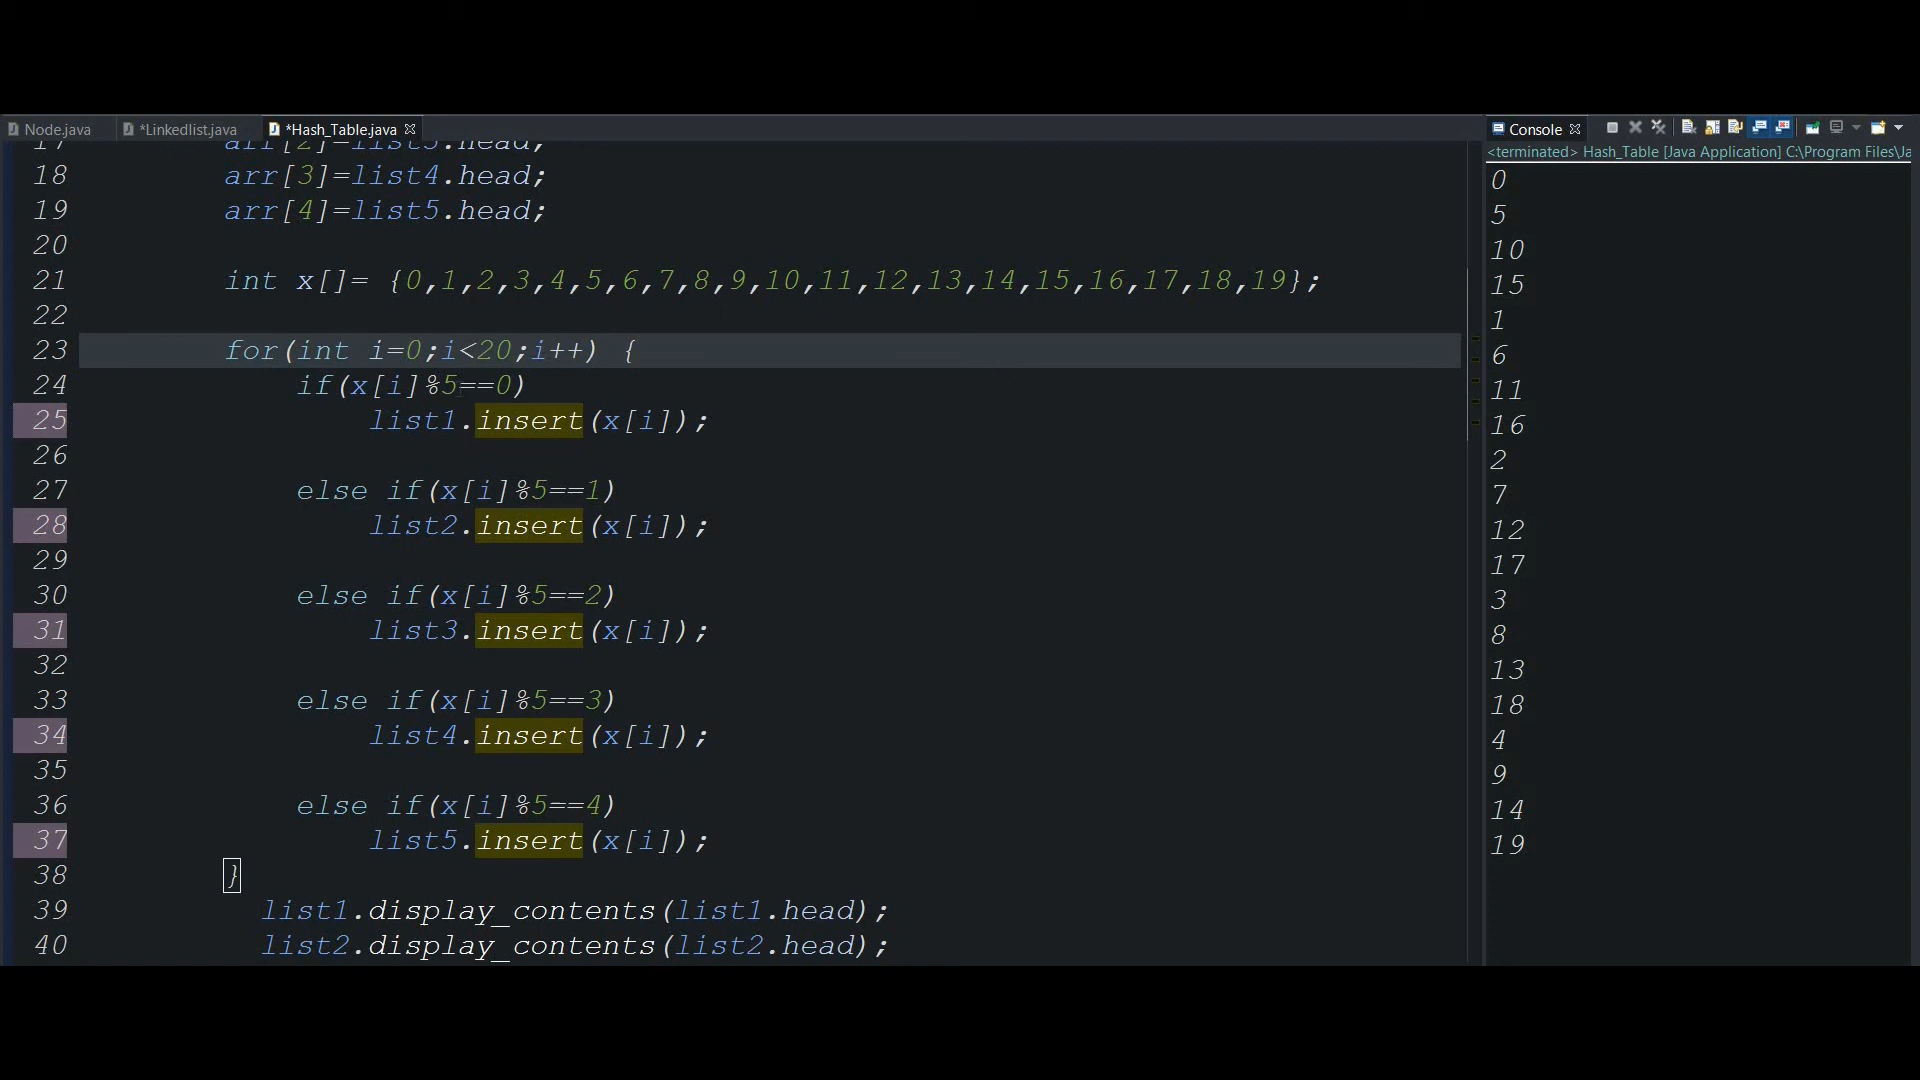 Node.java *Linkedlist.java *Hash_Table.java
17 arr[2]=list3.head;
18 arr[3]=list4.head;
19 arr[4]=list5.head;
20
21 int x[]= {0,1,2,3,4,5,6,7,8,9,10,11,12,13,14,15,16,17,18,19};
22
23 for(int i=0;i<20;i++) {
24 if(x[i]%5==0)
25 list1.insert(x[i]);
26
27 else if(x[i]%5==1)
28 list2.insert(x[i]);
29
30 else if(x[i]%5==2)
31 list3.insert(x[i]);
32
33 else if(x[i]%5==3)
34 list4.insert(x[i]);
35
36 else if(x[i]%5==4)
37 list5.insert(x[i]);
38 }
39 list1.display_contents(list1.head);
40 list2.display_contents(list2.head);
Console
<terminated> Hash_Table [Java Application] C:\Program Files\Ja
0
5
10
15
1
6
11
16
2
7
12
17
3
8
13
18
4
9
14
19